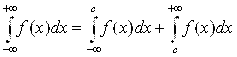 ∫_{-∞}^{+∞} f(x)dx = ∫_{-∞}^{c} f(x)dx + ∫_{c}^{+∞} f(x)dx